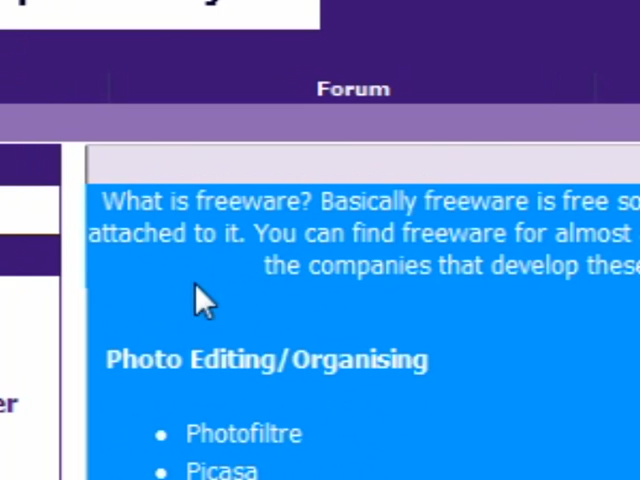 Forum
What is freeware? Basically freeware is free
attached to it. You can find freeware for almost
the companies that develop these
Photo Editing/Organising
• Photofiltre
• Picasa